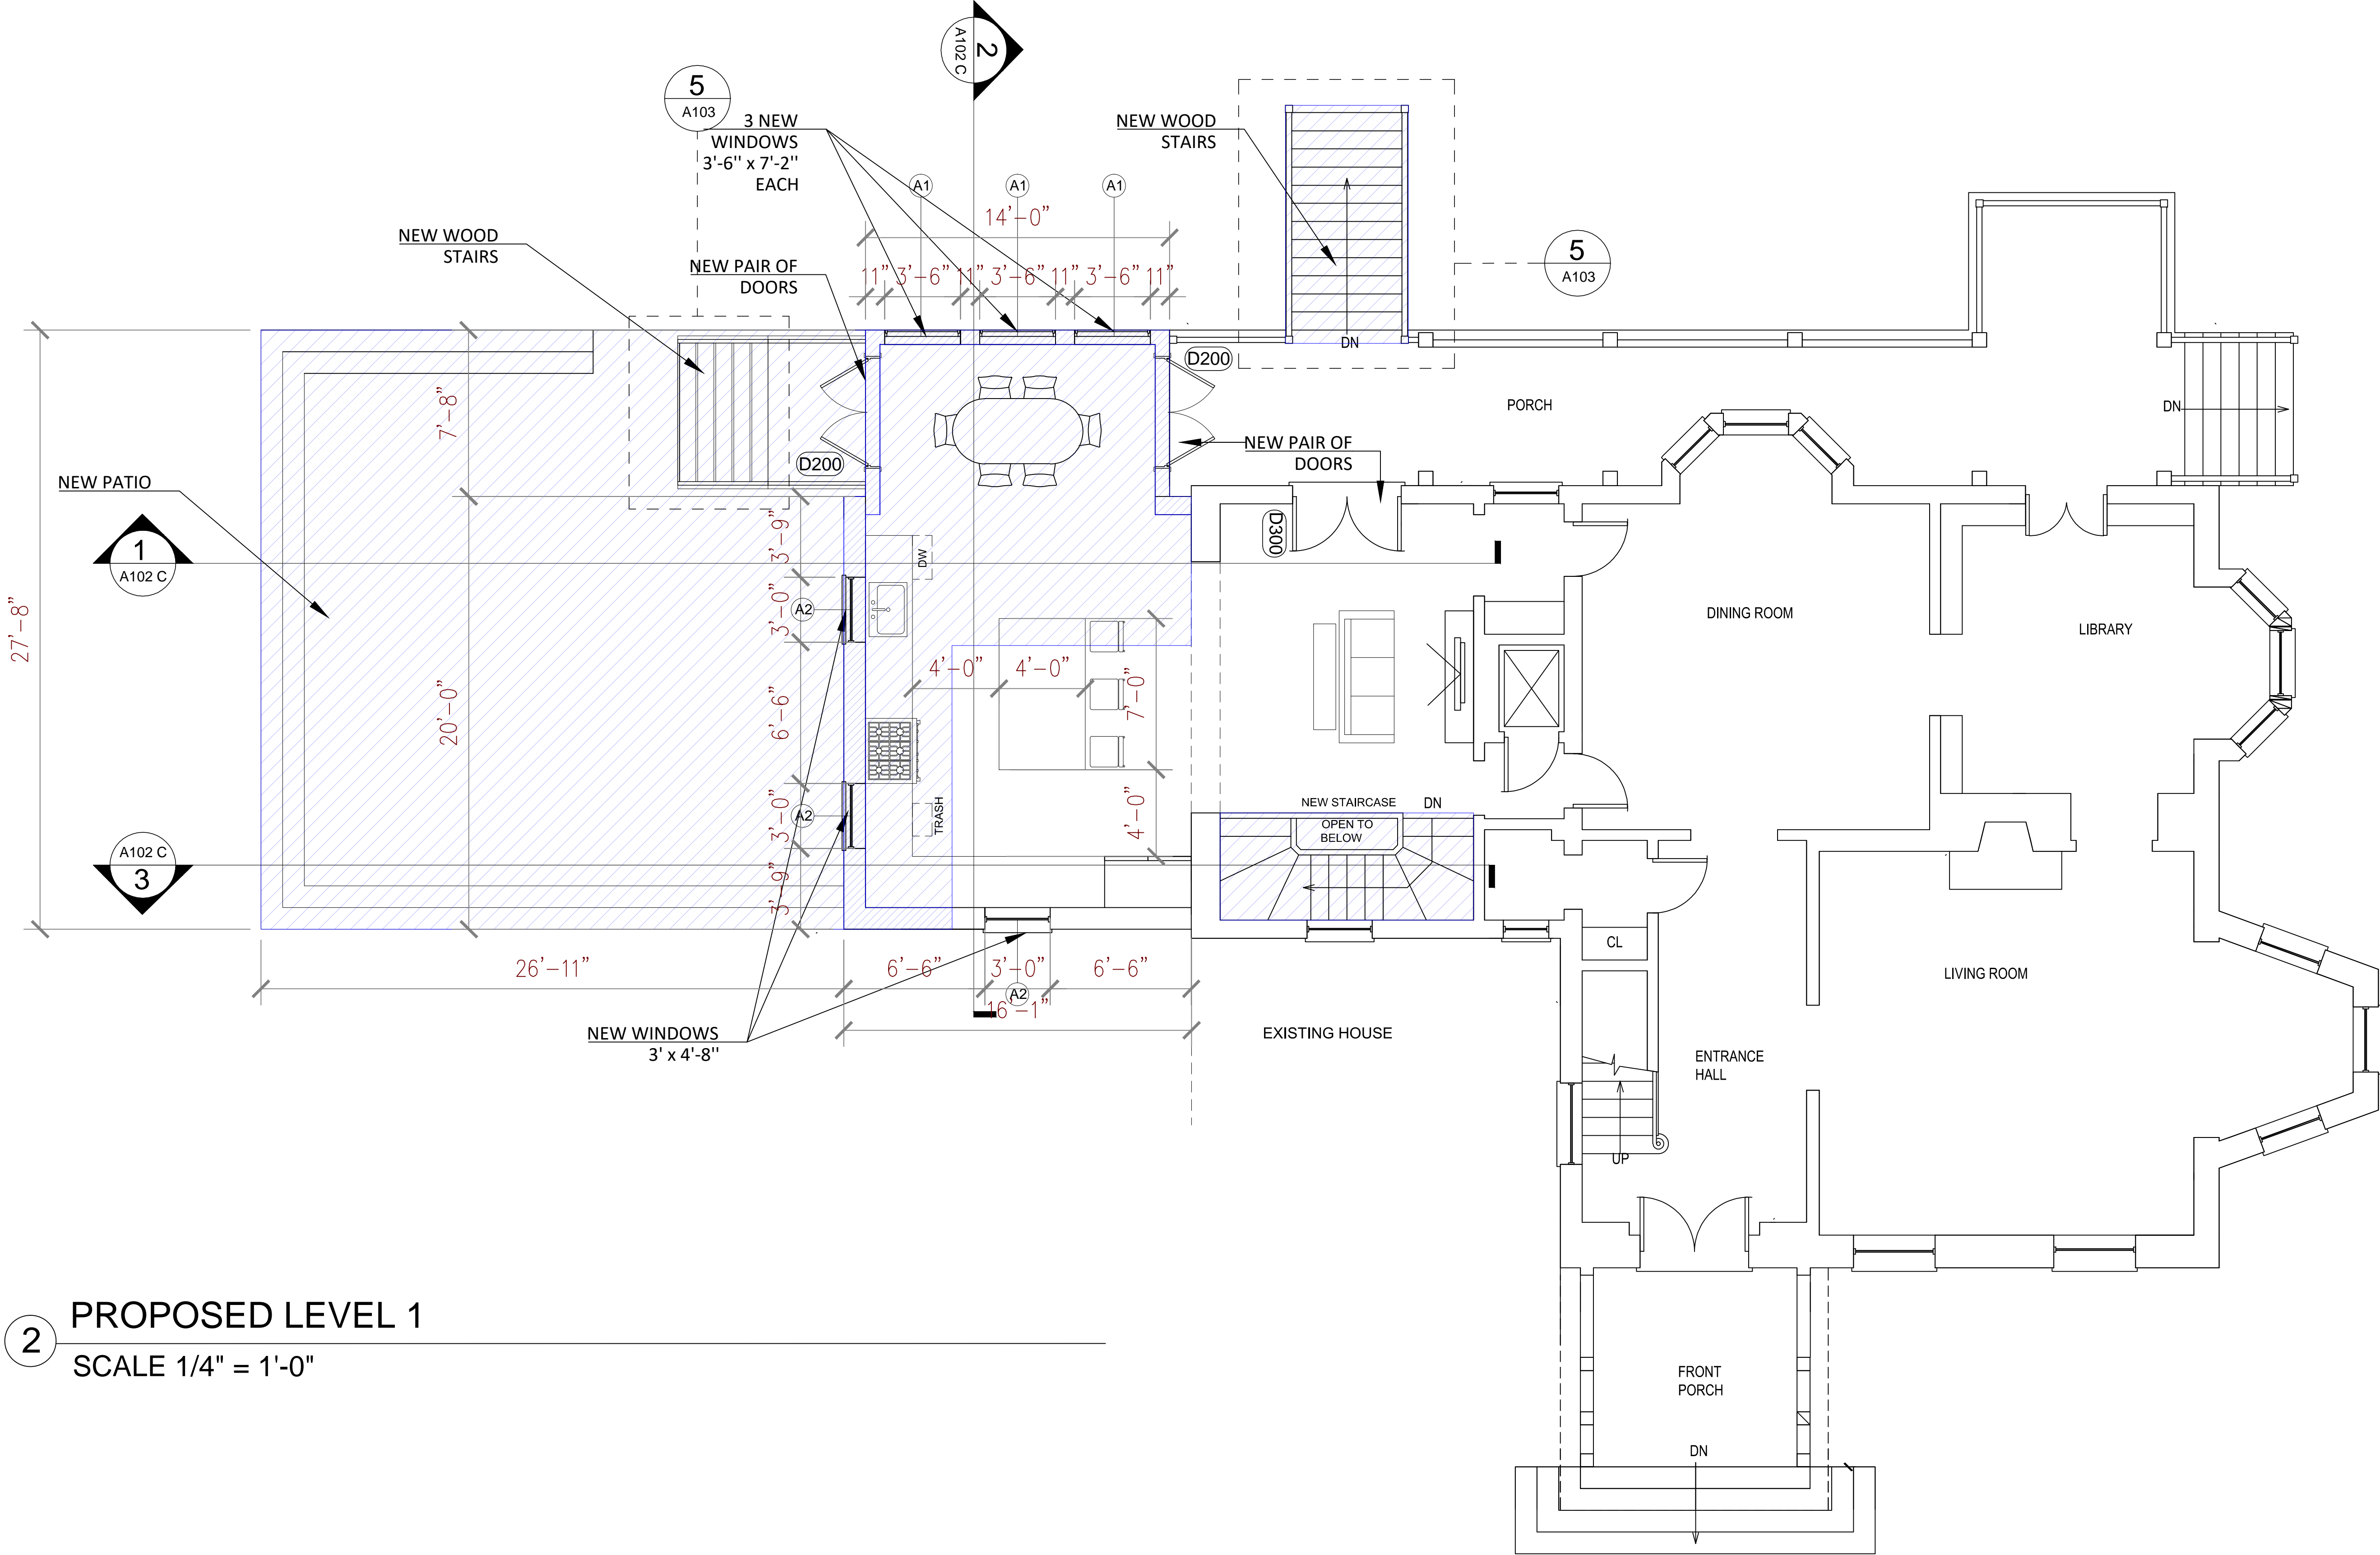 2
A102 C
5
A103
3 NEW
WINDOWS
3'-6'' x 7'-2''
EACH
NEW WOOD
STAIRS
A1
A1
A1
14'-0"
NEW WOOD
STAIRS
5
A103
NEW PAIR OF
DOORS
11"
3'-6"
11"
3'-6"
11"
3'-6"
11"
DN
D200
7'-8"
PORCH
DN
NEW PAIR OF
DOORS
D200
NEW PATIO
1
A102 C
3'-9"
DW
D300
27'-8"
A2
3'-0"
DINING ROOM
LIBRARY
4'-0"
4'-0"
7'-0"
20'-0"
6'-6"
NEW STAIRCASE
DN
OPEN TO
BELOW
3'-0"
A2
TRASH
4'-0"
A102 C
3
3'-9"
CL
26'-11"
6'-6"
3'-0"
6'-6"
A2
16'-1"
LIVING ROOM
NEW WINDOWS
3' x 4'-8''
EXISTING HOUSE
ENTRANCE
HALL
UP
2
PROPOSED LEVEL 1
SCALE 1/4" = 1'-0"
FRONT
PORCH
DN